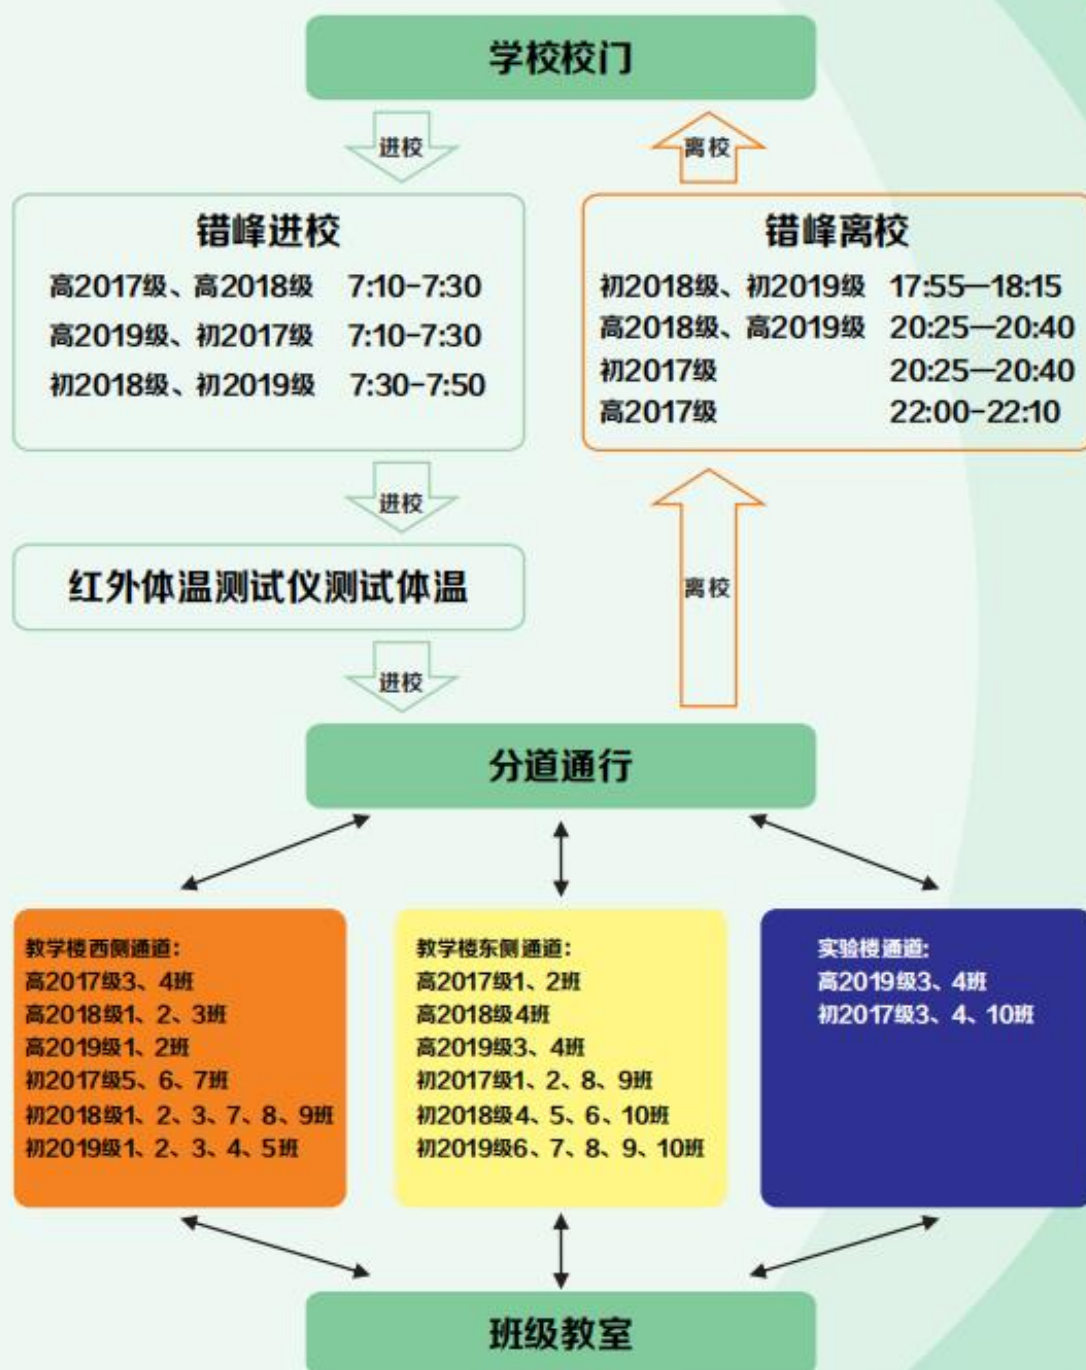 学校校门
进校
离校
错峰进校
高2017级、高2018级 7:10-7:30
高2019级、初2017级 7:10-7:30
初2018级、初2019级 7:30-7:50
错峰离校
初2018级、初2019级 17:55—18:15
高2018级、高2019级 20:25—20:40
初2017级 20:25—20:40
高2017级 22:00-22:10
进校
红外体温测试仪测试体温
离校
进校
分道通行
教学楼西侧通道：
高2017级3、4班
高2018级1、2、3班
高2019级1、2班
初2017级5、6、7班
初2018级1、2、3、7、8、9班
初2019级1、2、3、4、5班
教学楼东侧通道：
高2017级1、2班
高2018级4班
高2019级3、4班
初2017级1、2、8、9班
初2018级4、5、6、10班
初2019级6、7、8、9、10班
实验楼通道：
高2019级3、4班
初2017级3、4、10班
班级教室